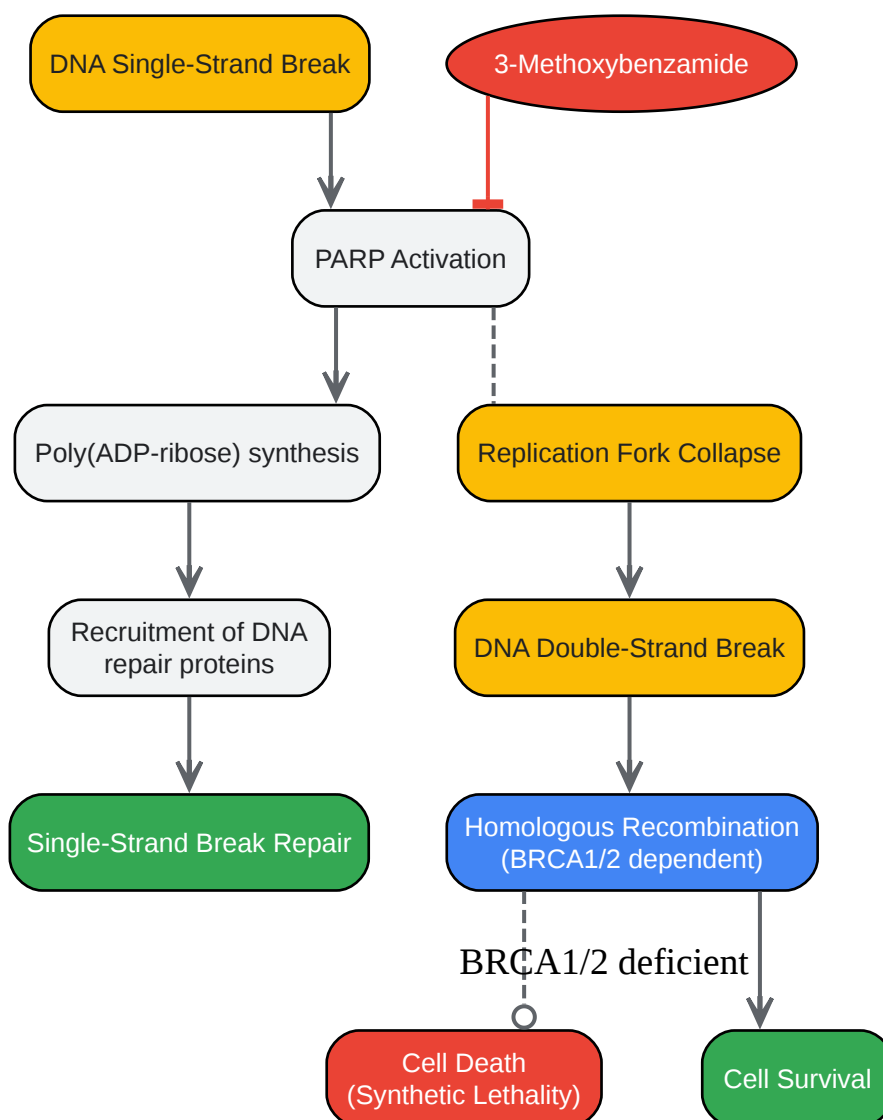 DNA Single-Strand Break
3-Methoxybenzamide
PARP Activation
Poly(ADP-ribose) synthesis
Replication Fork Collapse
Recruitment of DNA
repair proteins
DNA Double-Strand Break
Single-Strand Break Repair
Homologous Recombination
(BRCA1/2 dependent)
BRCA1/2 deficient
Cell Death
(Synthetic Lethality)
Cell Survival